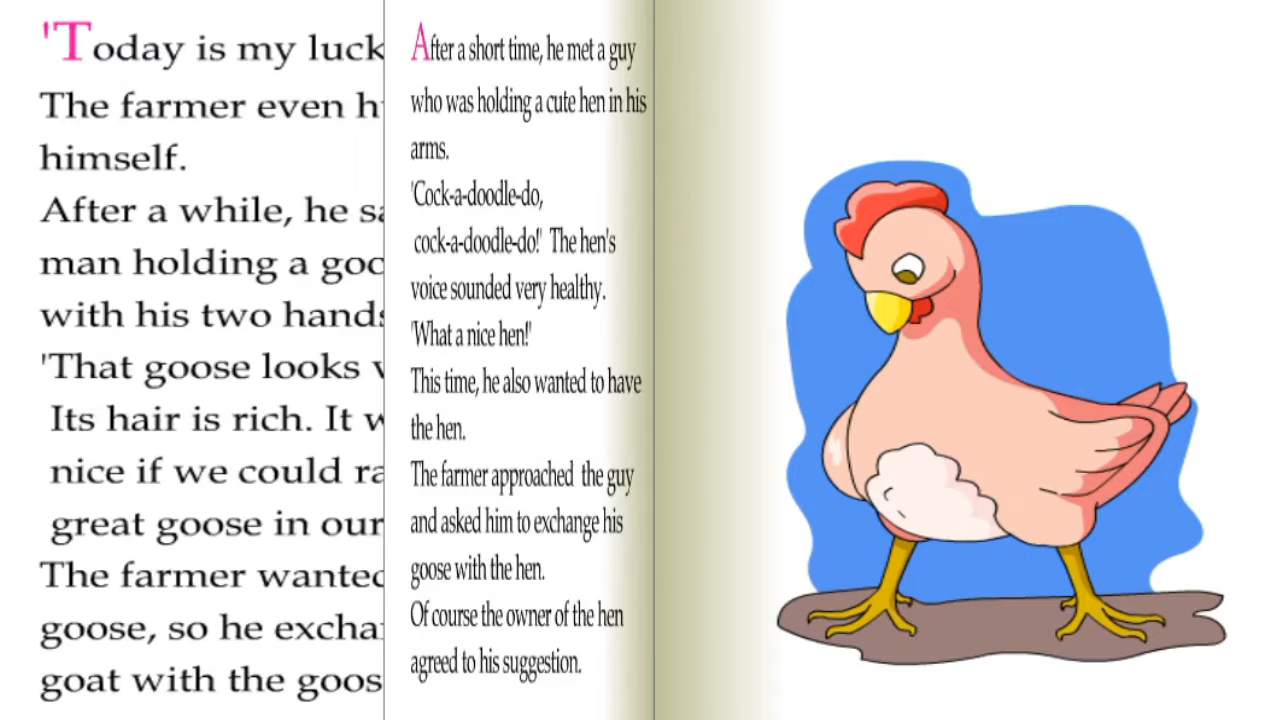 'Today is my luck
The farmer even h
himself.
After a while, he sa
man holding a goo
with his two hands
'That goose looks
Its hair is rich. It w
nice if we could ra
great goose in our
The farmer wanted
goose, so he excha
goat with the goos
After a short time, he met a guy
who was holding a cute hen in his
arms.
'Cock-a-doodle-do,
cock-a-doodle-do!' The hen's
voice sounded very healthy.
'What a nice hen!'
This time, he also wanted to have
the hen.
The farmer approached the guy
and asked him to exchange his
goose with the hen.
Of course the owner of the hen
agreed to his suggestion.